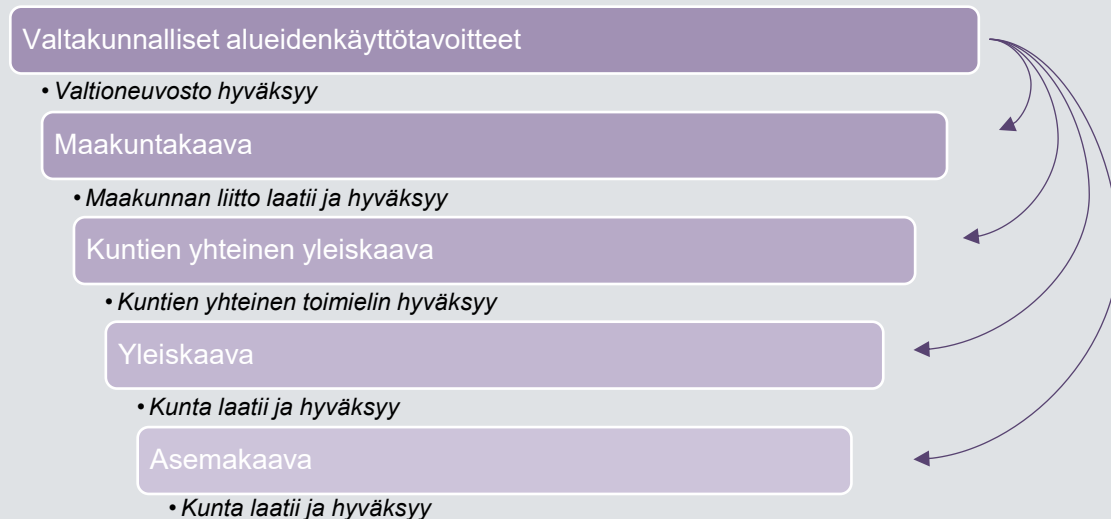 Valtakunnalliset alueidenkäyttötavoitteet
• Valtioneuvosto hyväksyy
Maakuntakaava
• Maakunnan liitto laatii ja hyväksyy
Kuntien yhteinen yleiskaava
• Kuntien yhteinen toimielin hyväksyy
Yleiskaava
• Kunta laatii ja hyväksyy
Asemakaava
• Kunta laatii ja hyväksyy